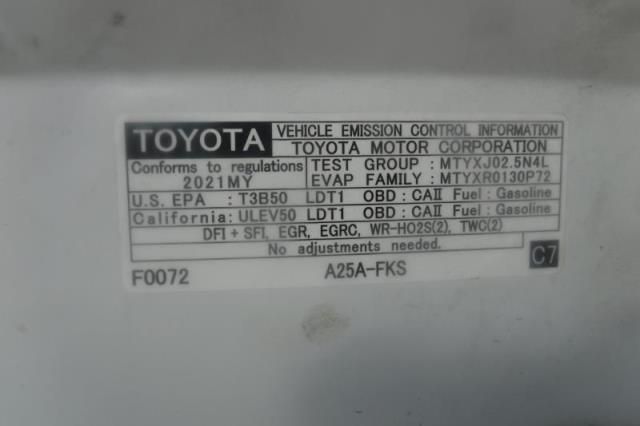 TOYOTA
VEHICLE EMISSION CONTROL INFORMATION
TOYOTA MOTOR CORPORATION
Conforms to regulations
2021MY
TEST GROUP : MTYXJ02.5N4L
EVAP FAMILY : MTYXR0130P72
U.S. EPA : T3B50 LDT1 OBD : CAII Fuel : Gasoline
California : ULEV50 LDT1 OBD : CAII Fuel : Gasoline
DFI + SFI, EGR, EGRC, WR-HO2S(2), TWC(2)
No adjustments needed.
F0072 A25A-FKS C7